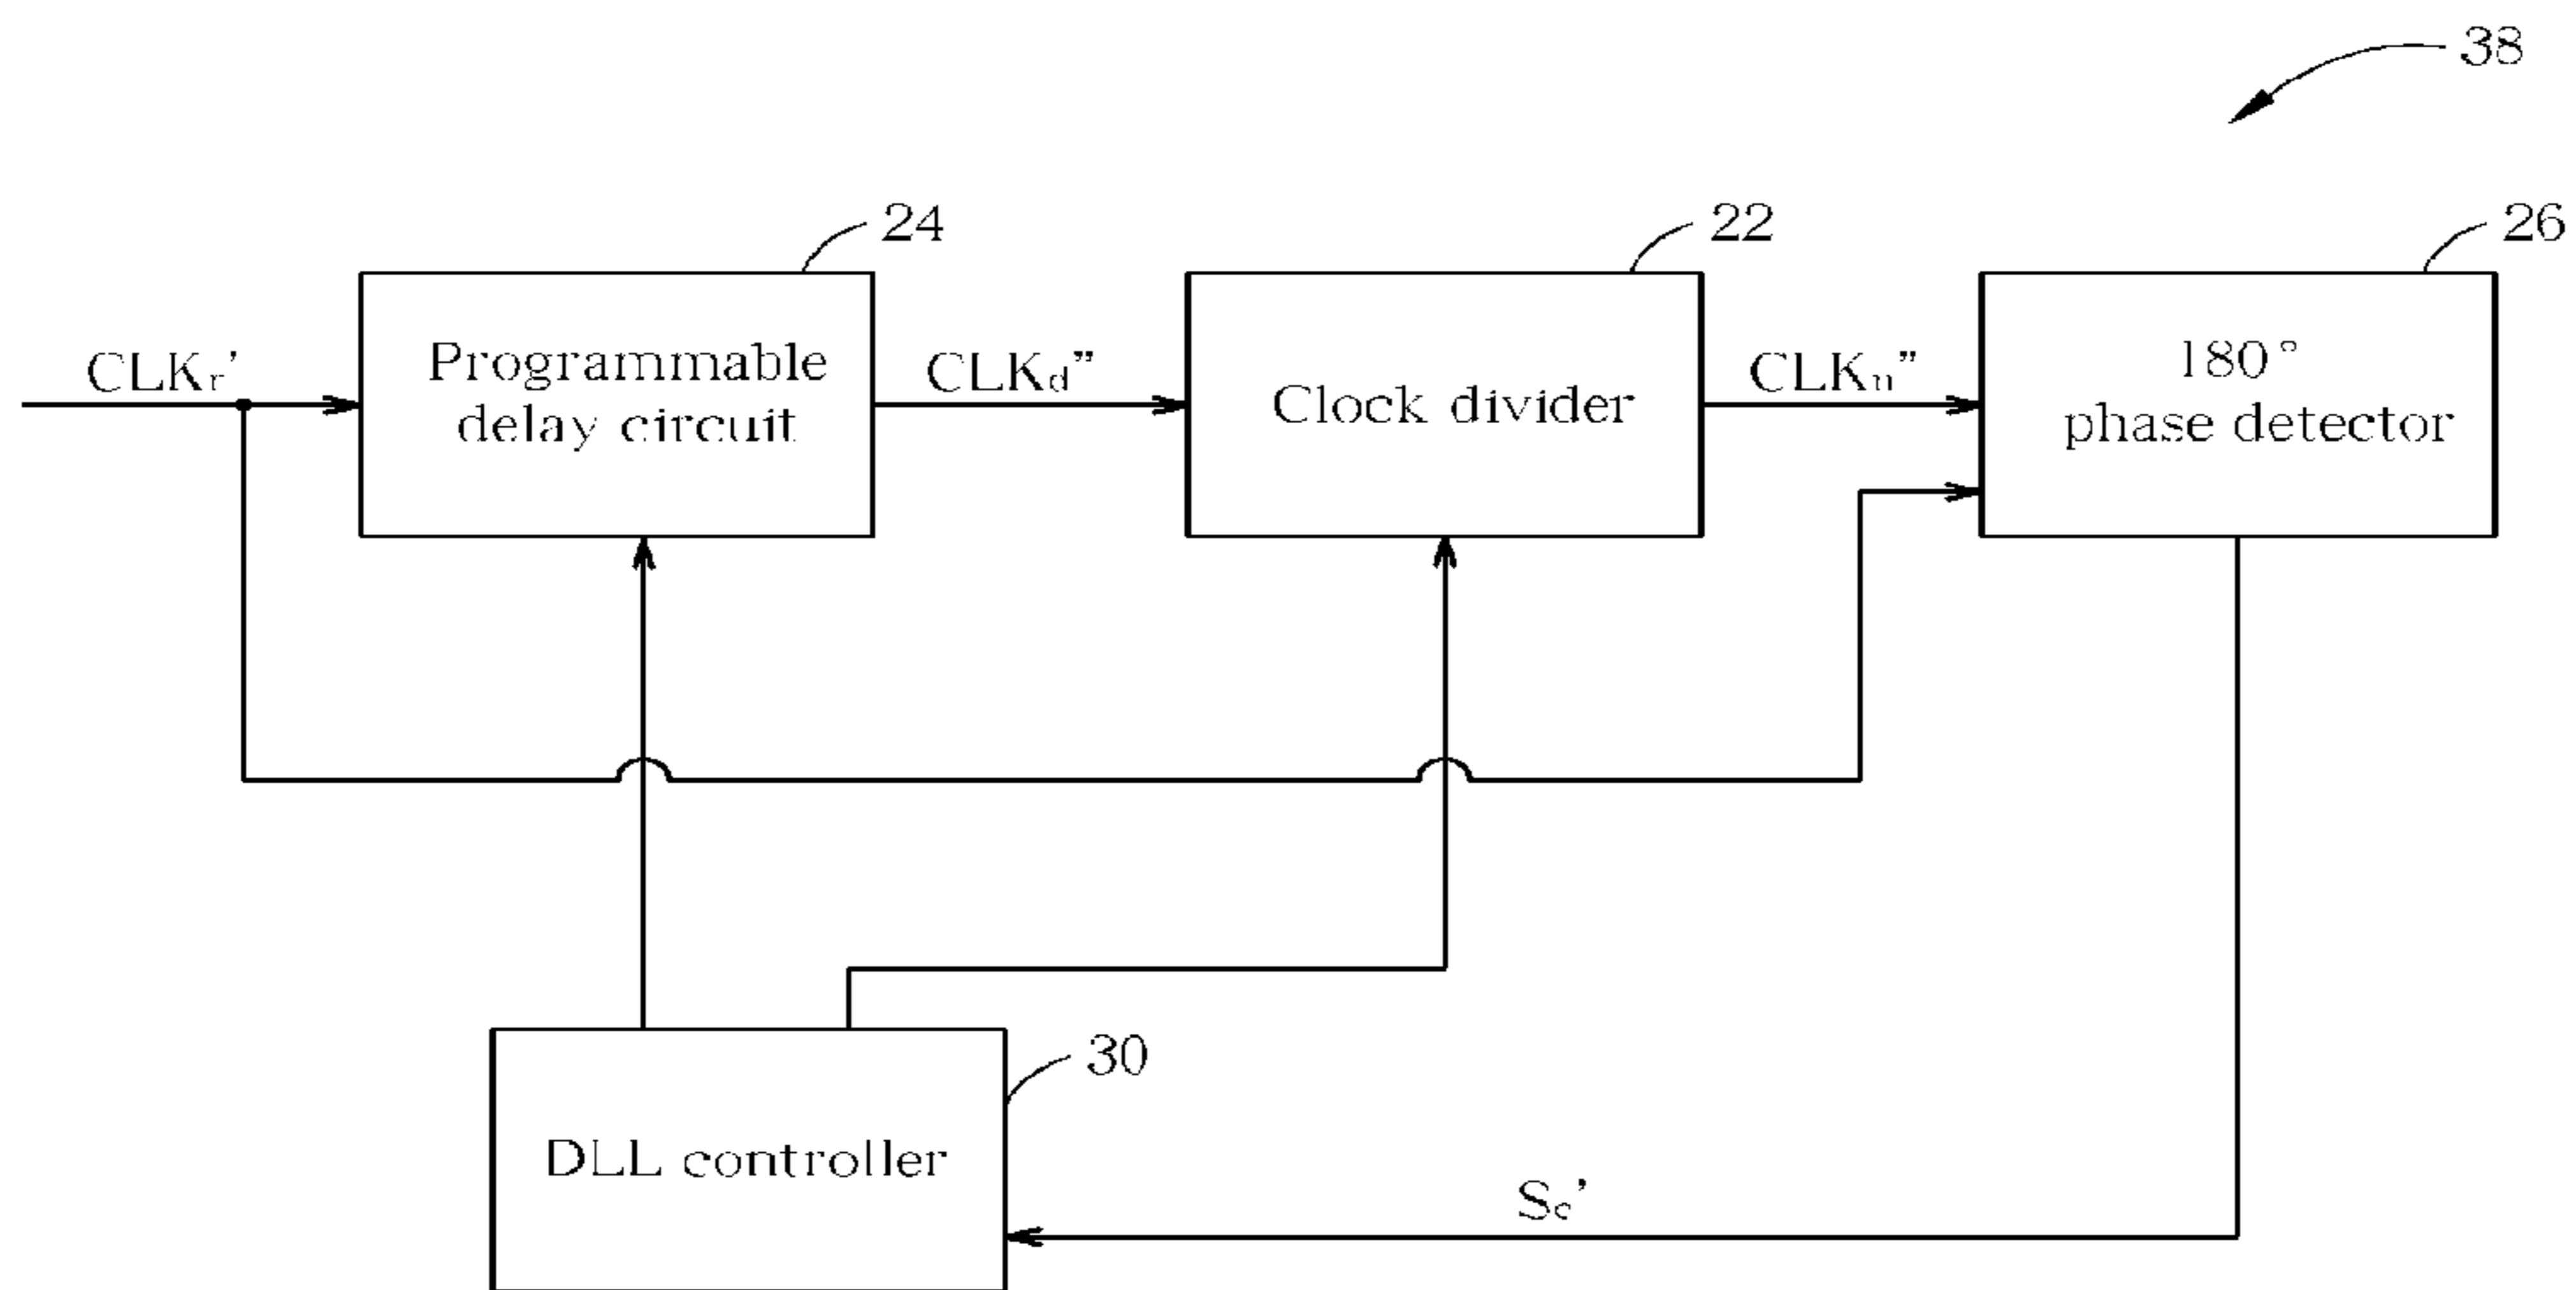 38
24
22
26
CLKr'
Programmable
delay circuit
CLKd"
Clock divider
CLKn"
180°
phase detector
30
DLL controller
Sc'